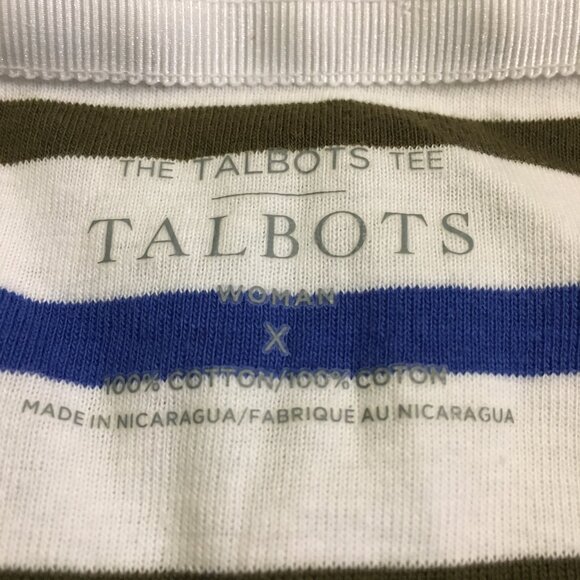 THE TALBOTS TEE
TALBOTS
WOMAN
X
100% COTTON/100% COTON
MADE IN NICARAGUA/FABRIQUÉ AU NICARAGUA